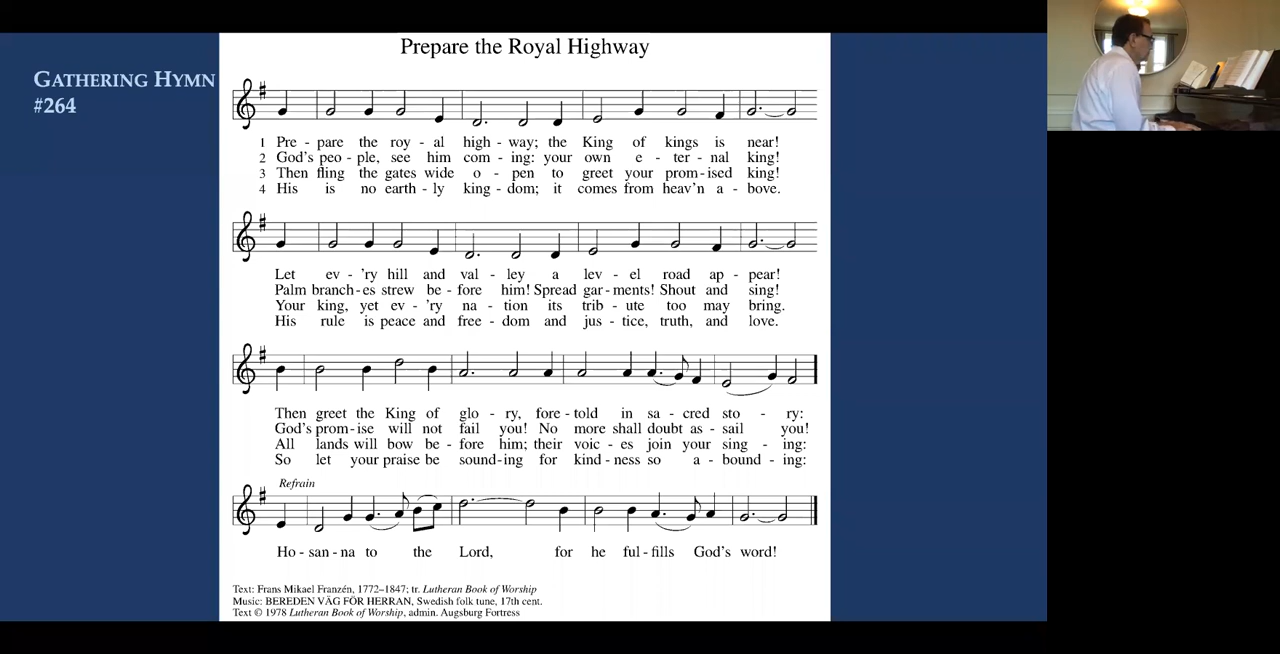 GATHERING HYMN
#264
Prepare the Royal Highway
1 Pre - pare the roy - al high - way; the King of kings is near!
2 God's peo - ple, see him com - ing: your own e - ter - nal king!
3 Then fling the gates wide o - pen to greet your prom - ised king!
4 His is no earth - ly king - dom; it comes from heav'n a - bove.
Let ev - 'ry hill and val - ley a lev - el road ap - pear!
Palm branch - es strew be - fore him! Spread gar - ments! Shout and sing!
Your king, yet ev - 'ry na - tion its trib - ute too may bring.
His rule is peace and free - dom and jus - tice, truth, and love.
Then greet the King of glo - ry, fore - told in sa - cred sto - ry:
God's prom - ise will not fail you! No more shall doubt as - sail you!
All lands will bow be - fore him; their voic - es join your sing - ing:
So let your praise be sound - ing for kind - ness so a - bound - ing:
Refrain
Ho - san - na to the Lord, for he ful - fills God's word!
Text: Frans Mikael Franzén, 1772–1847; tr. Lutheran Book of Worship
Music: BEREDEN VÄG FÖR HERRAN, Swedish folk tune, 17th cent.
Text © 1978 Lutheran Book of Worship, admin. Augsburg Fortress